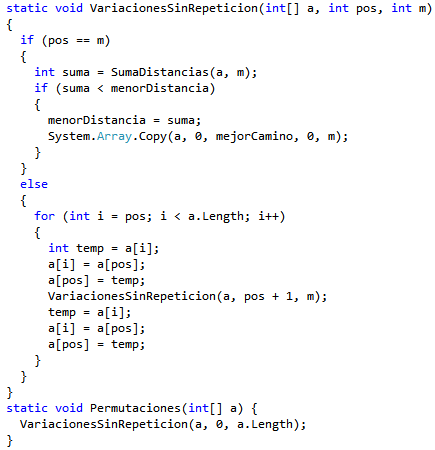 static void VariacionesSinRepeticion(int[] a, int pos, int m)
{
  if (pos == m)
  {
    int suma = SumaDistancias(a, m);
    if (suma < menorDistancia)
    {
      menorDistancia = suma;
      System.Array.Copy(a, 0, mejorCamino, 0, m);
    }
  }
  else
  {
    for (int i = pos; i < a.Length; i++)
    {
      int temp = a[i];
      a[i] = a[pos];
      a[pos] = temp;
      VariacionesSinRepeticion(a, pos + 1, m);
      temp = a[i];
      a[i] = a[pos];
      a[pos] = temp;
    }
  }
}
static void Permutaciones(int[] a) {
  VariacionesSinRepeticion(a, 0, a.Length);
}